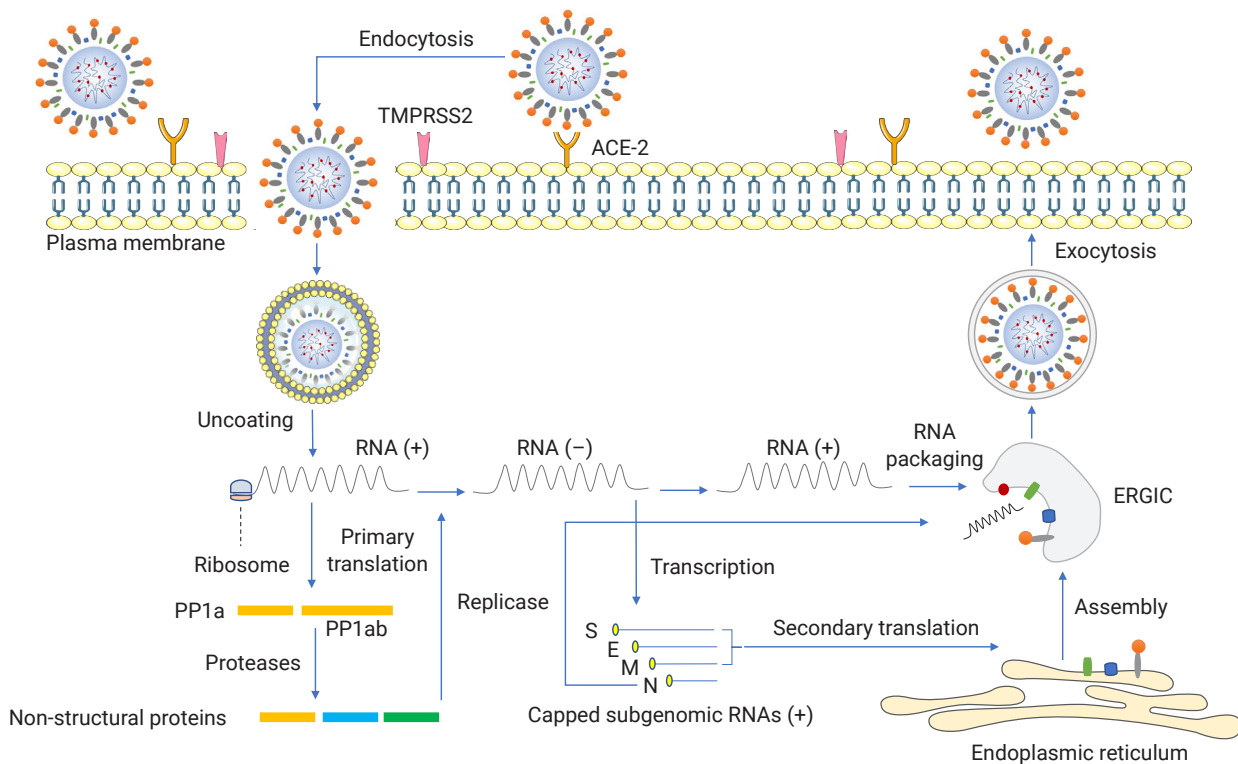 Endocytosis
TMPRSS2
ACE-2
Plasma membrane
Exocytosis
Uncoating
RNA (+)
RNA (–)
RNA (+)
RNA
packaging
ERGIC
Ribosome
Primary
translation
Transcription
Replicase
Assembly
PP1a
PP1ab
S
E
M
N
Secondary translation
Proteases
Non-structural proteins
Capped subgenomic RNAs (+)
Endoplasmic reticulum